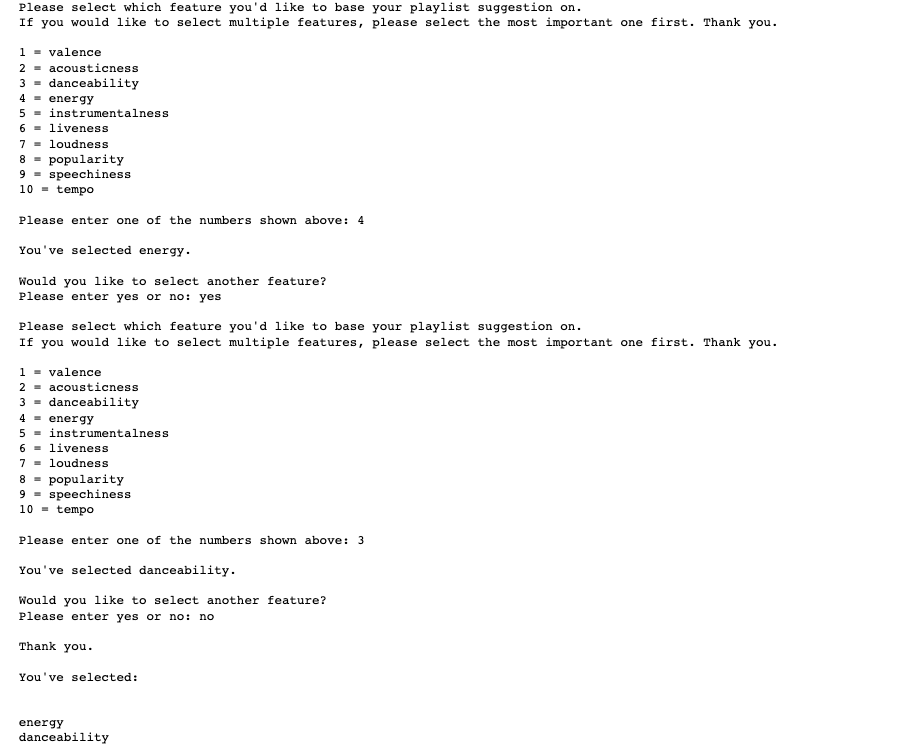 Please select which feature you'd like to base your playlist suggestion on.
If you would like to select multiple features, please select the most important one first. Thank you.
1 = valence
2 = acousticness
3 = danceability
4 = energy
5 = instrumentalness
6 = liveness
7 = loudness
8 = popularity
9 = speechiness
10 = tempo
Please enter one of the numbers shown above: 4
You've selected energy.
Would you like to select another feature?
Please enter yes or no: yes
Please select which feature you'd like to base your playlist suggestion on.
If you would like to select multiple features, please select the most important one first. Thank you.
1 = valence
2 = acousticness
3 = danceability
4 = energy
5 = instrumentalness
6 = liveness
7 = loudness
8 = popularity
9 = speechiness
10 = tempo
Please enter one of the numbers shown above: 3
You've selected danceability.
Would you like to select another feature?
Please enter yes or no: no
Thank you.
You've selected:
energy
danceability